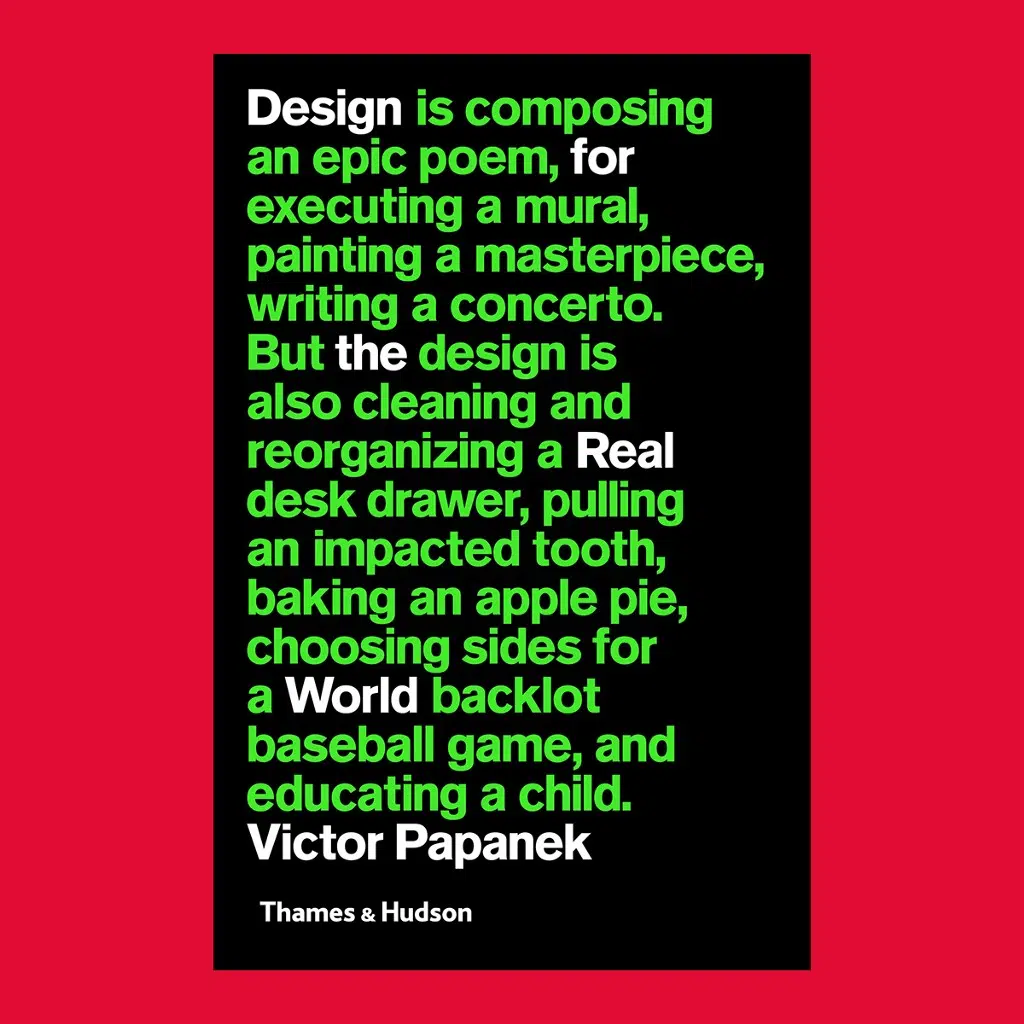 Design is composing
an epic poem, for
executing a mural,
painting a masterpiece,
writing a concerto.
But the design is
also cleaning and
reorganizing a Real
desk drawer, pulling
an impacted tooth,
baking an apple pie,
choosing sides for
a World backlot
baseball game, and
educating a child.
Victor Papanek
Thames & Hudson